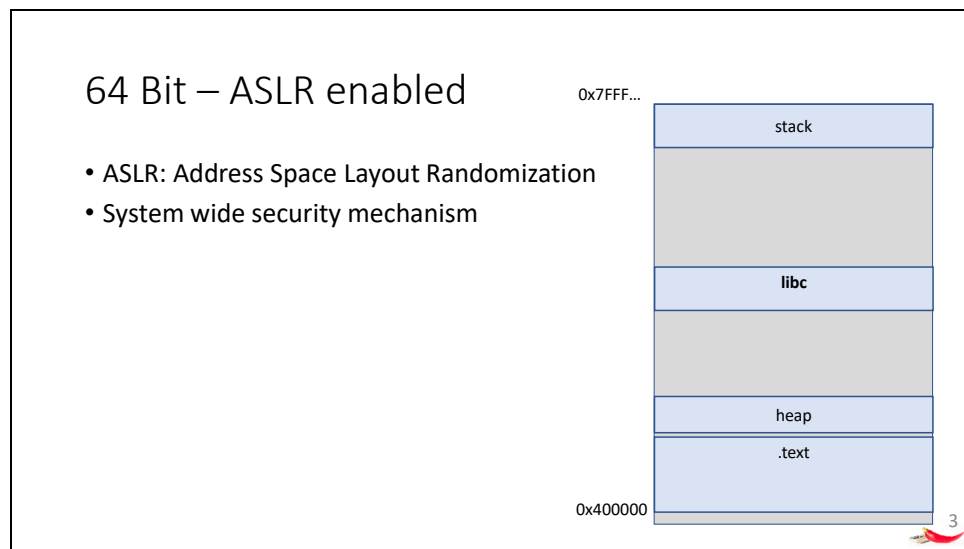 64 Bit – ASLR enabled
• ASLR: Address Space Layout Randomization
• System wide security mechanism
0x7FFF...
stack
libc
heap
.text
0x400000
3